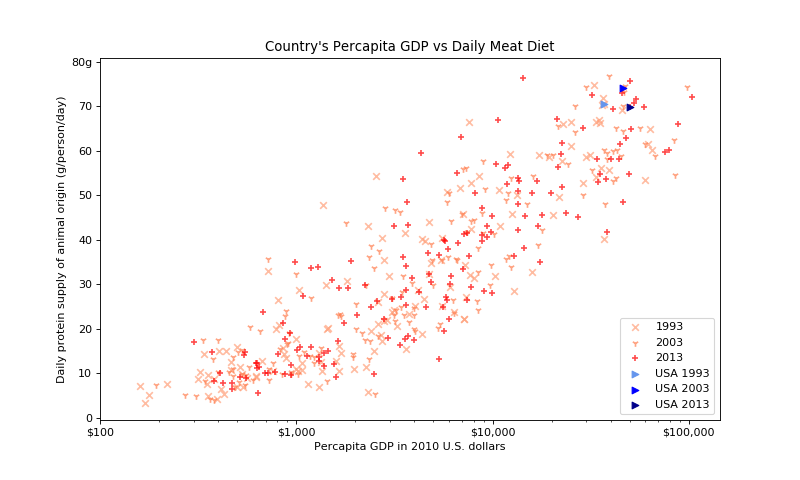 Country's Percapita GDP vs Daily Meat Diet
Daily protein supply of animal origin (g/person/day)
80g
70
60
50
40
30
20
10
0
$100
$1,000
$10,000
$100,000
Percapita GDP in 2010 U.S. dollars
1993
2003
2013
USA 1993
USA 2003
USA 2013